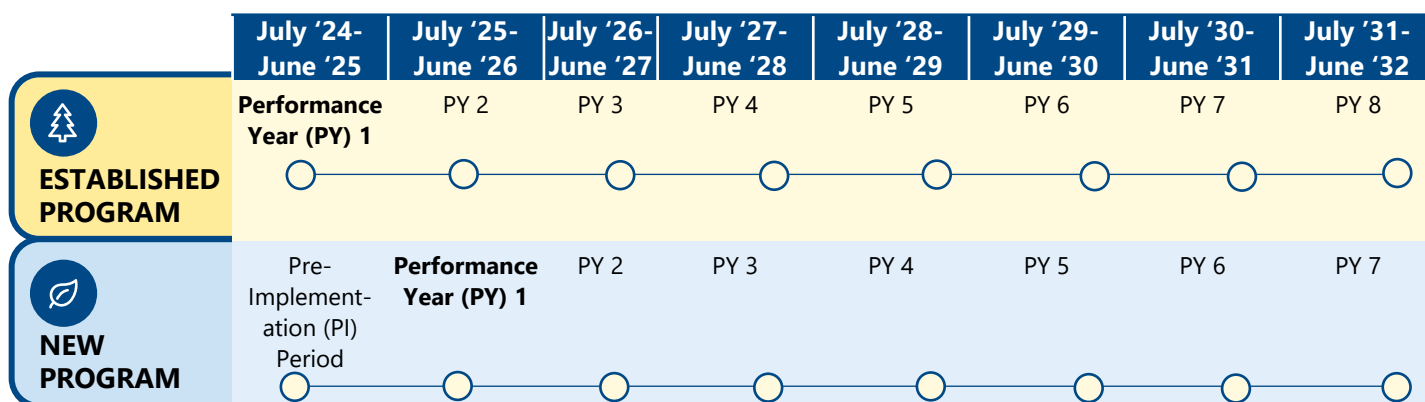 July ‘24- July ‘25- July ‘26- July ‘27- July ‘28- July ‘29- July ‘30- July ’31-
June ‘25 June ‘26 June ‘27 June ‘28 June ‘29 June ‘30 June ‘31 June ‘32
ESTABLISHED
PROGRAM
Performance PY 2 PY 3 PY 4 PY 5 PY 6 PY 7 PY 8
Year (PY) 1
NEW
PROGRAM
Pre- Performance PY 2 PY 3 PY 4 PY 5 PY 6 PY 7
Implement- Year (PY) 1
ation (PI)
Period